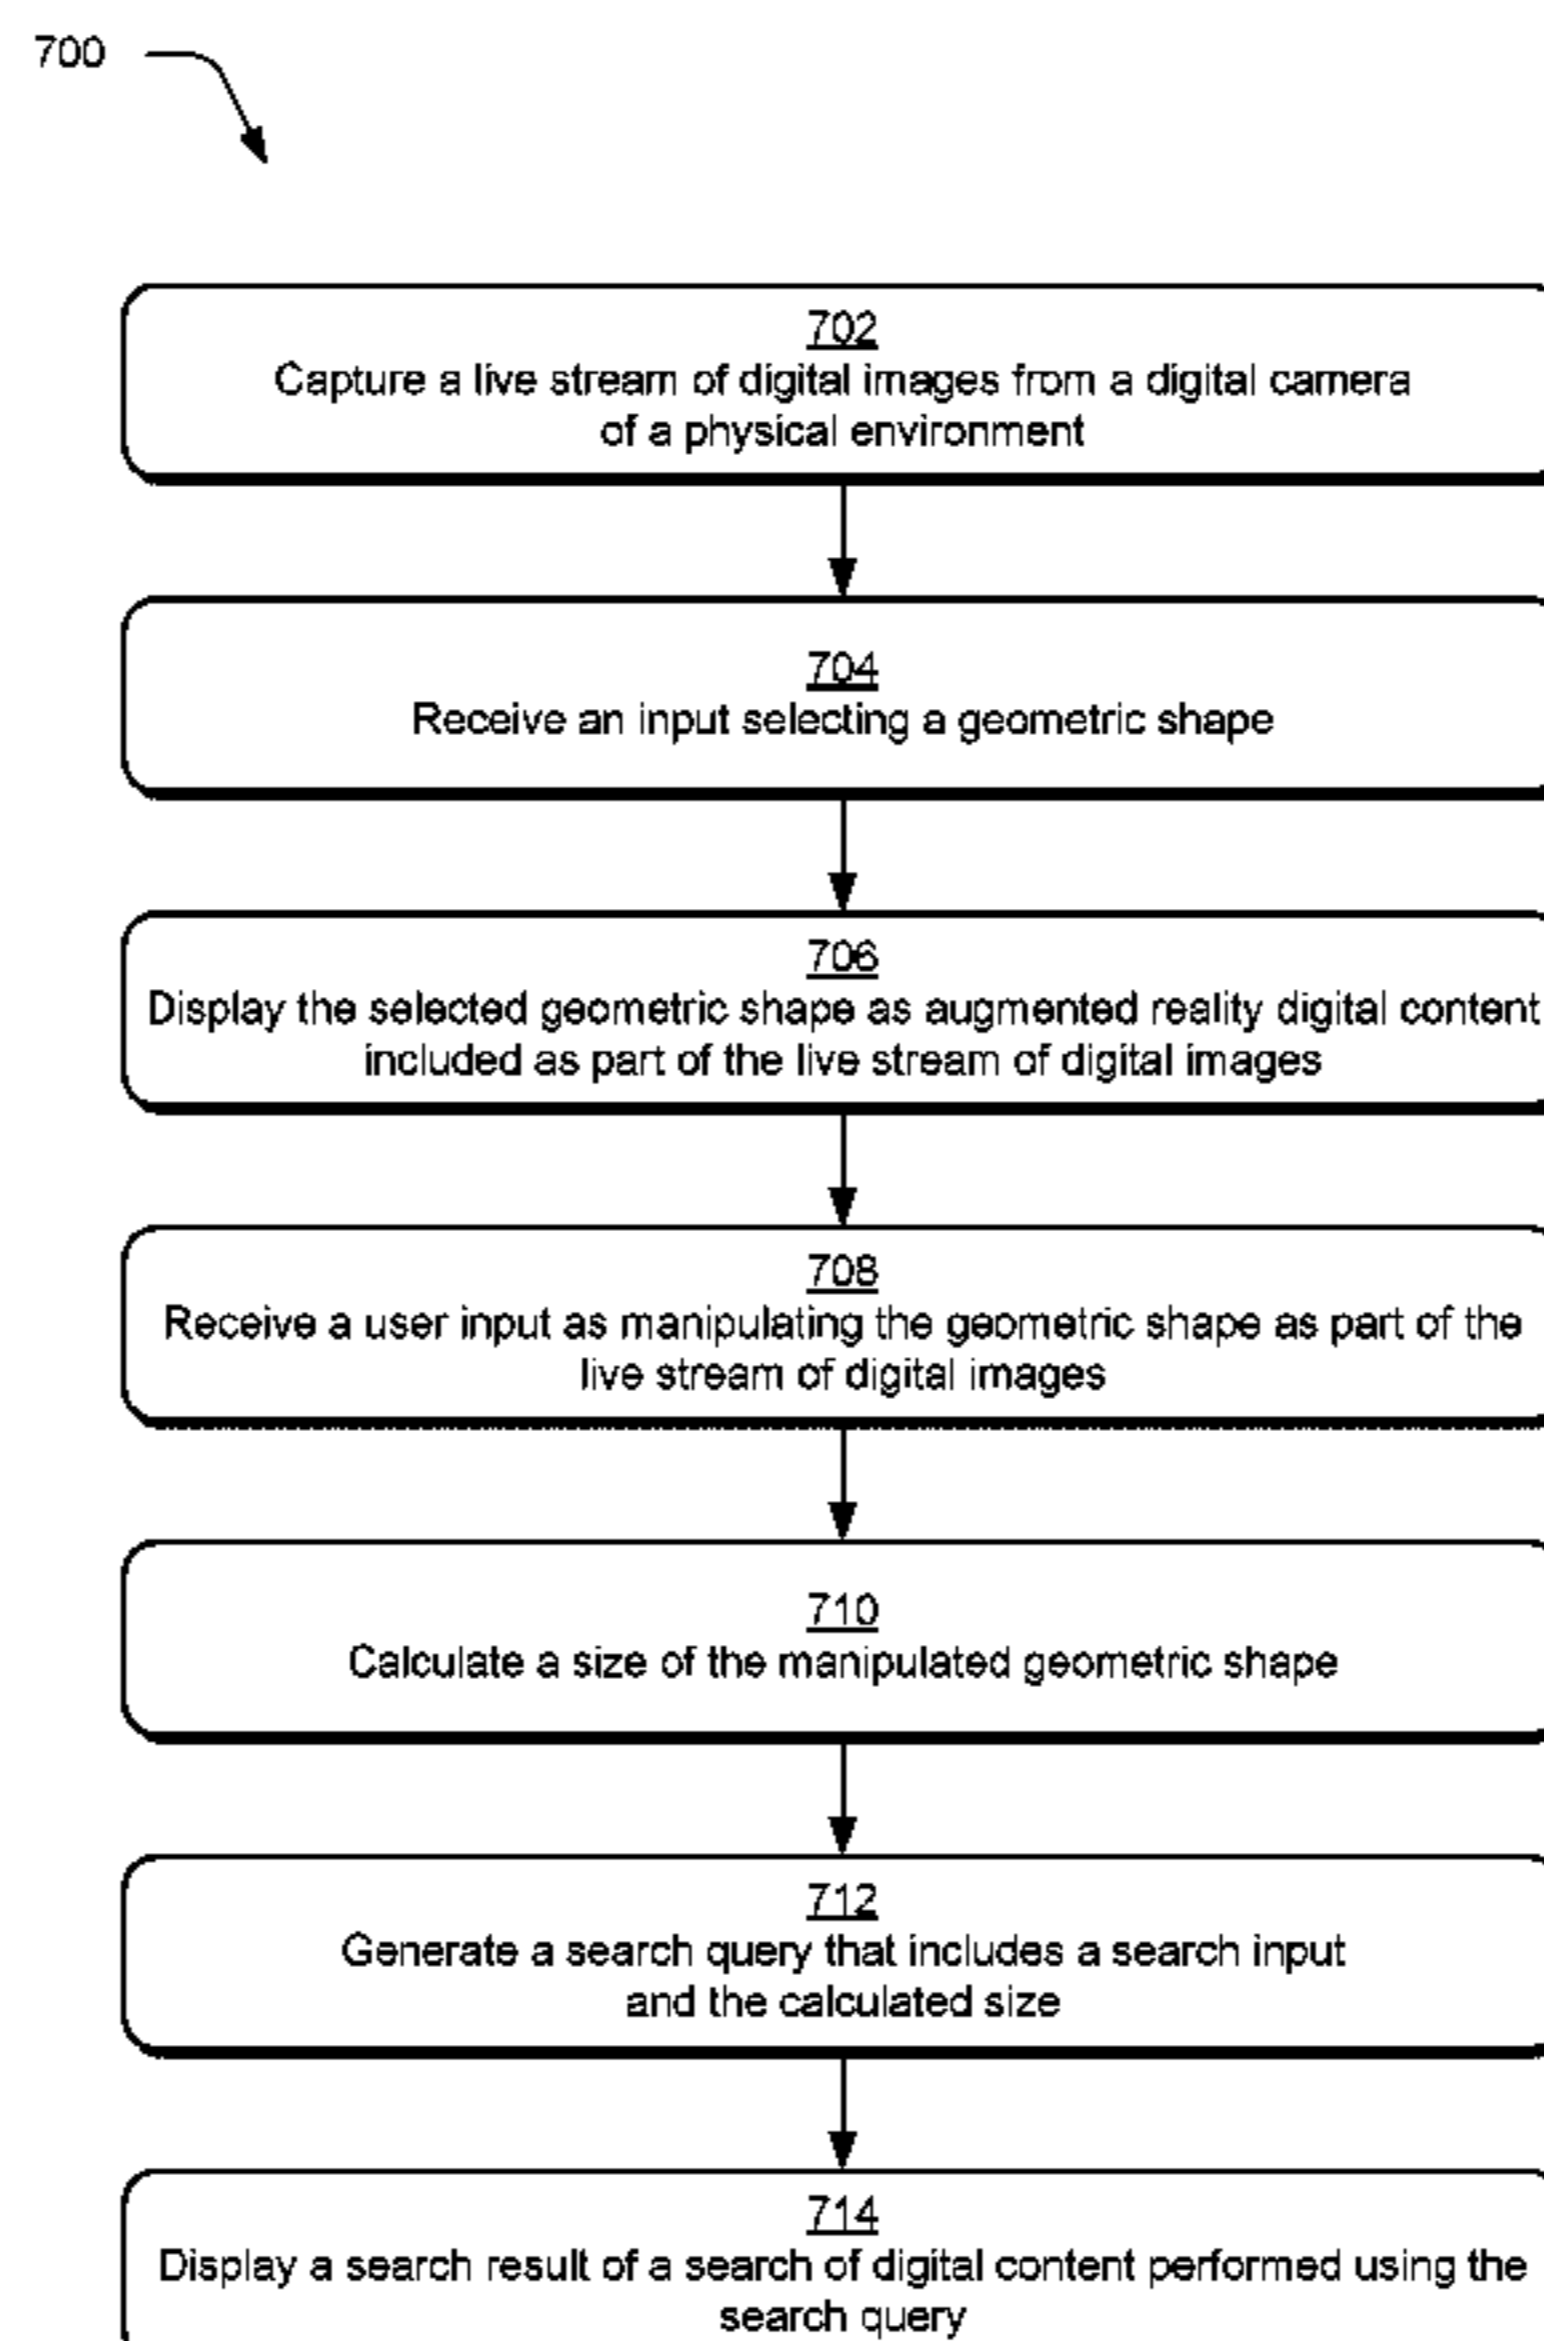 700
702
Capture a live stream of digital images from a digital camera
of a physical environment
704
Receive an input selecting a geometric shape
706
Display the selected geometric shape as augmented reality digital content
included as part of the live stream of digital images
708
Receive a user input as manipulating the geometric shape as part of the
live stream of digital images
710
Calculate a size of the manipulated geometric shape
712
Generate a search query that includes a search input
and the calculated size
714
Display a search result of a search of digital content performed using the
search query